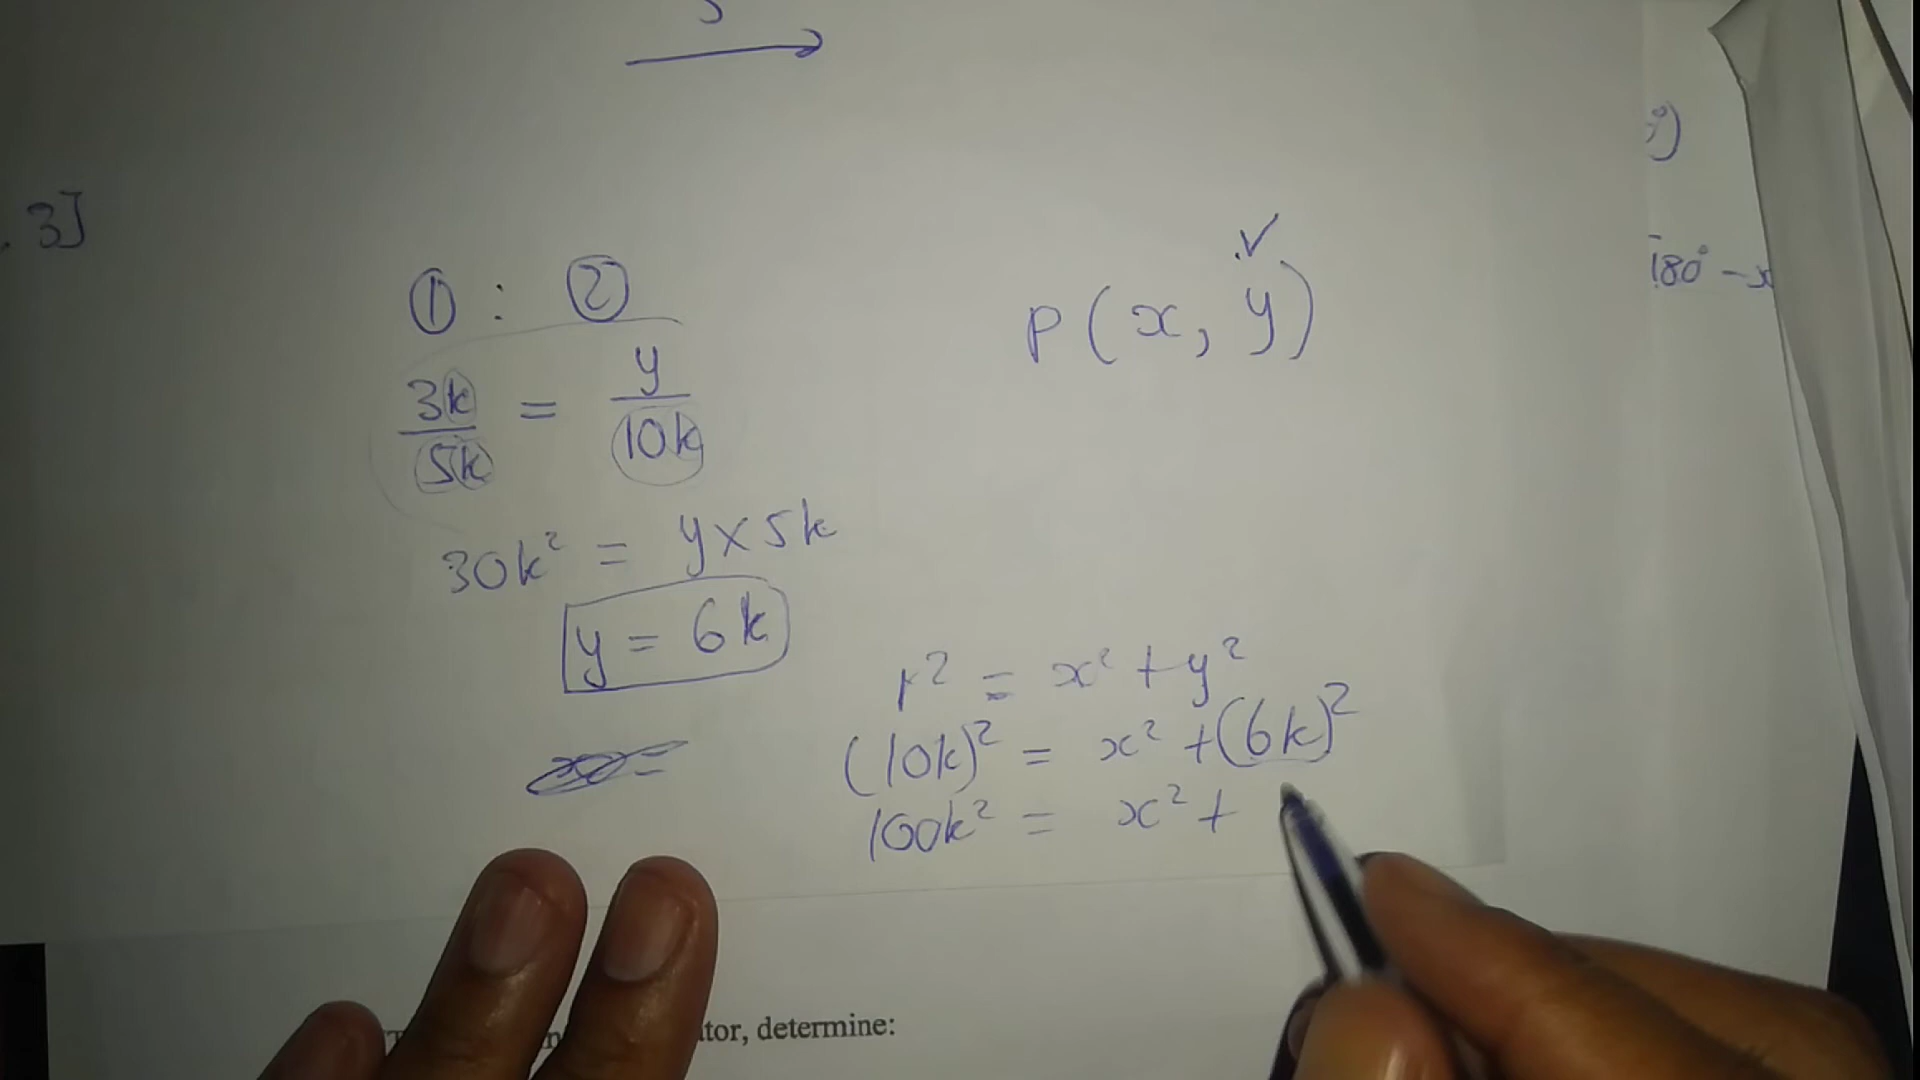 3]
180° - x
① : ②
P(x, y)
3k/5k = y/10k
30k² = y x 5k
y = 6k
r² = x² + y²
(10k)² = x² + (6k)²
100k² = x² +
determine: